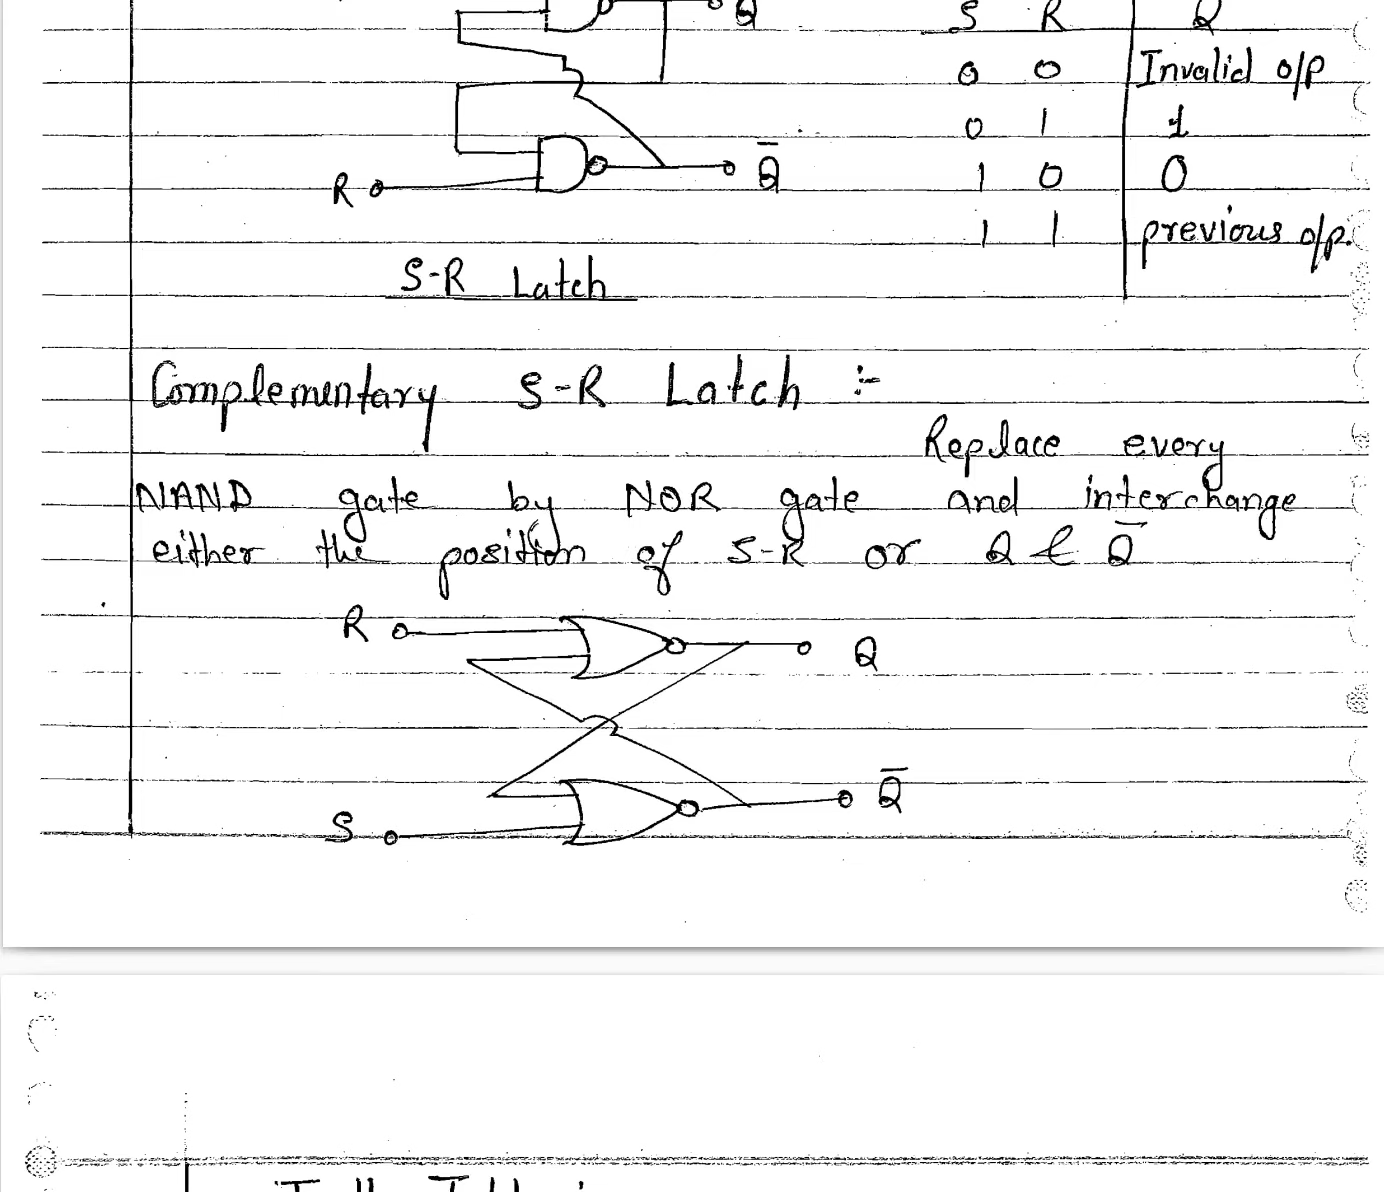 Q
S R Q
0 0 Invalid o/p
0 1 1
R Q̄
1 0 0
1 1 previous o/p.
S-R Latch
Complementary S-R Latch :-
Replace every
NAND gate by NOR gate and interchange
either the position of S-R or Q & Q̄
R Q
S Q̄